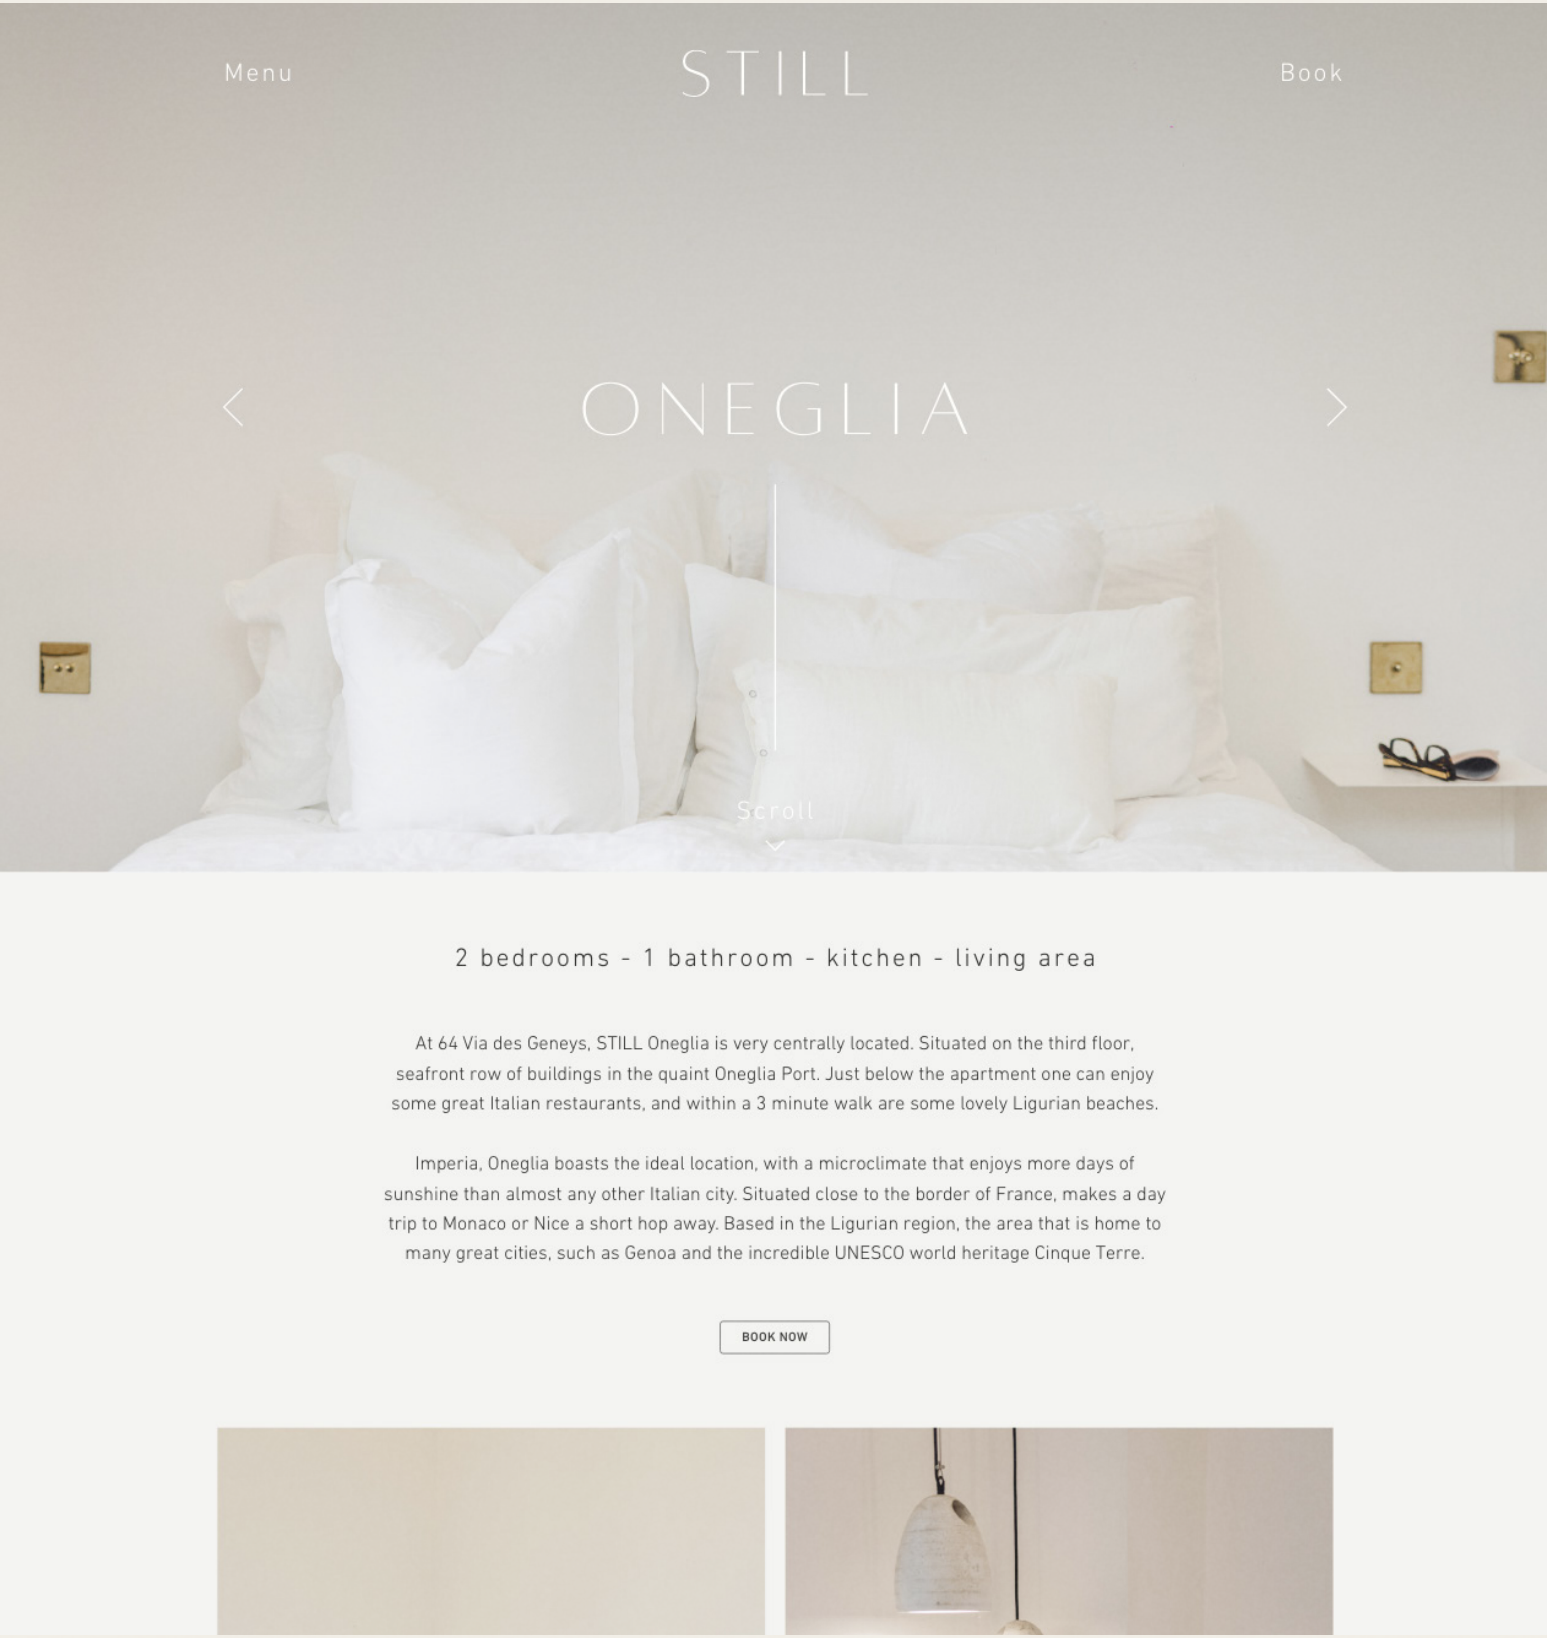 Menu
STILL
Book
ONEGLIA
Scroll
2 bedrooms - 1 bathroom - kitchen - living area
At 64 Via des Geneys, STILL Oneglia is very centrally located. Situated on the third floor,
seafront row of buildings in the quaint Oneglia Port. Just below the apartment one can enjoy
some great Italian restaurants, and within a 3 minute walk are some lovely Ligurian beaches.
Imperia, Oneglia boasts the ideal location, with a microclimate that enjoys more days of
sunshine than almost any other Italian city. Situated close to the border of France, makes a day
trip to Monaco or Nice a short hop away. Based in the Ligurian region, the area that is home to
many great cities, such as Genoa and the incredible UNESCO world heritage Cinque Terre.
BOOK NOW